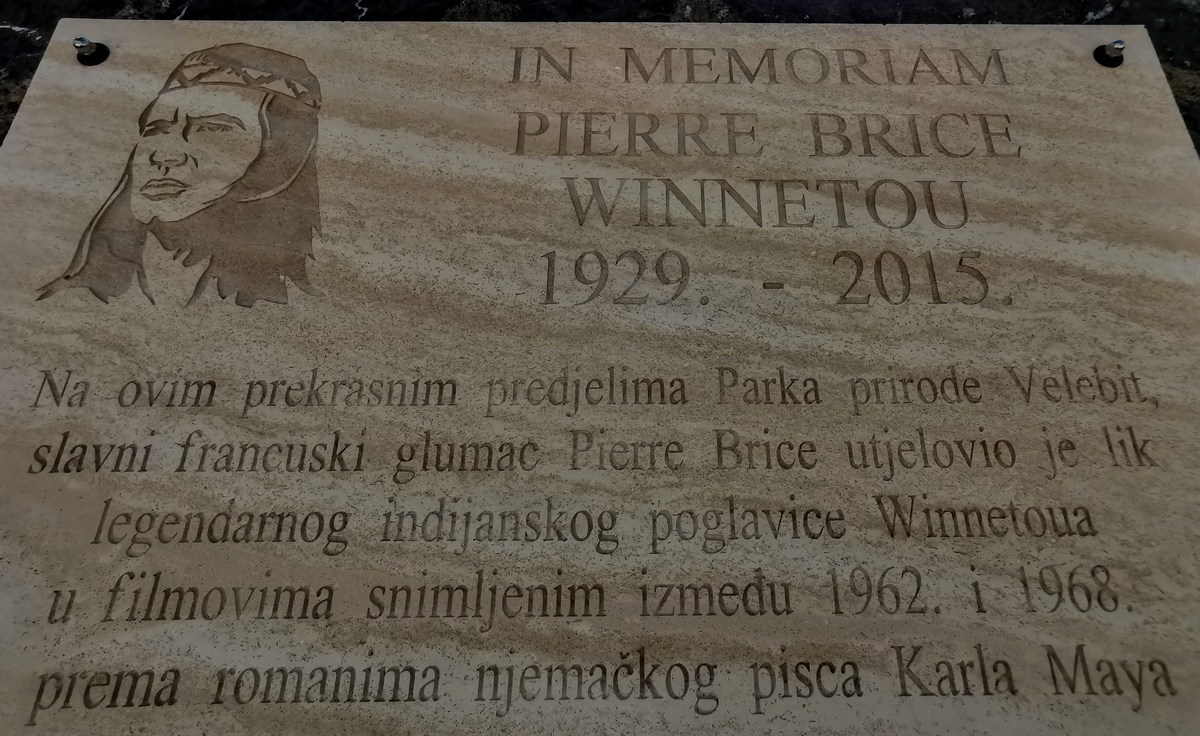 IN MEMORIAM
PIERRE BRICE
WINNETOU
1929. - 2015.
Na ovim prekrasnim predjelima Parka prirode Velebit,
slavni francuski glumac Pierre Brice utjelovio je lik
legendarnog indijanskog poglavice Winnetoua
u filmovima snimljenim između 1962. i 1968.
prema romanima njemačkog pisca Karla Maya